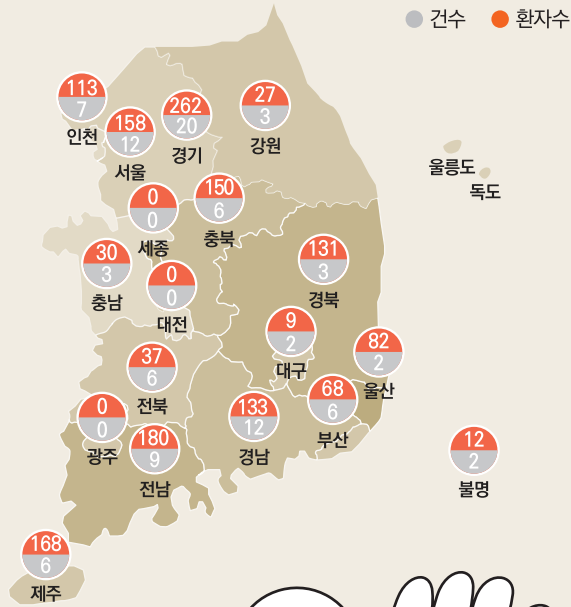 건수 환자수
113
7
인천
158
12
서울
262
20
경기
27
3
강원
울릉도
독도
0
0
세종
150
6
충북
30
3
충남
0
0
대전
131
3
경북
9
2
대구
82
2
울산
37
6
전북
68
6
부산
133
12
경남
0
0
광주
180
9
전남
12
2
불명
168
6
제주